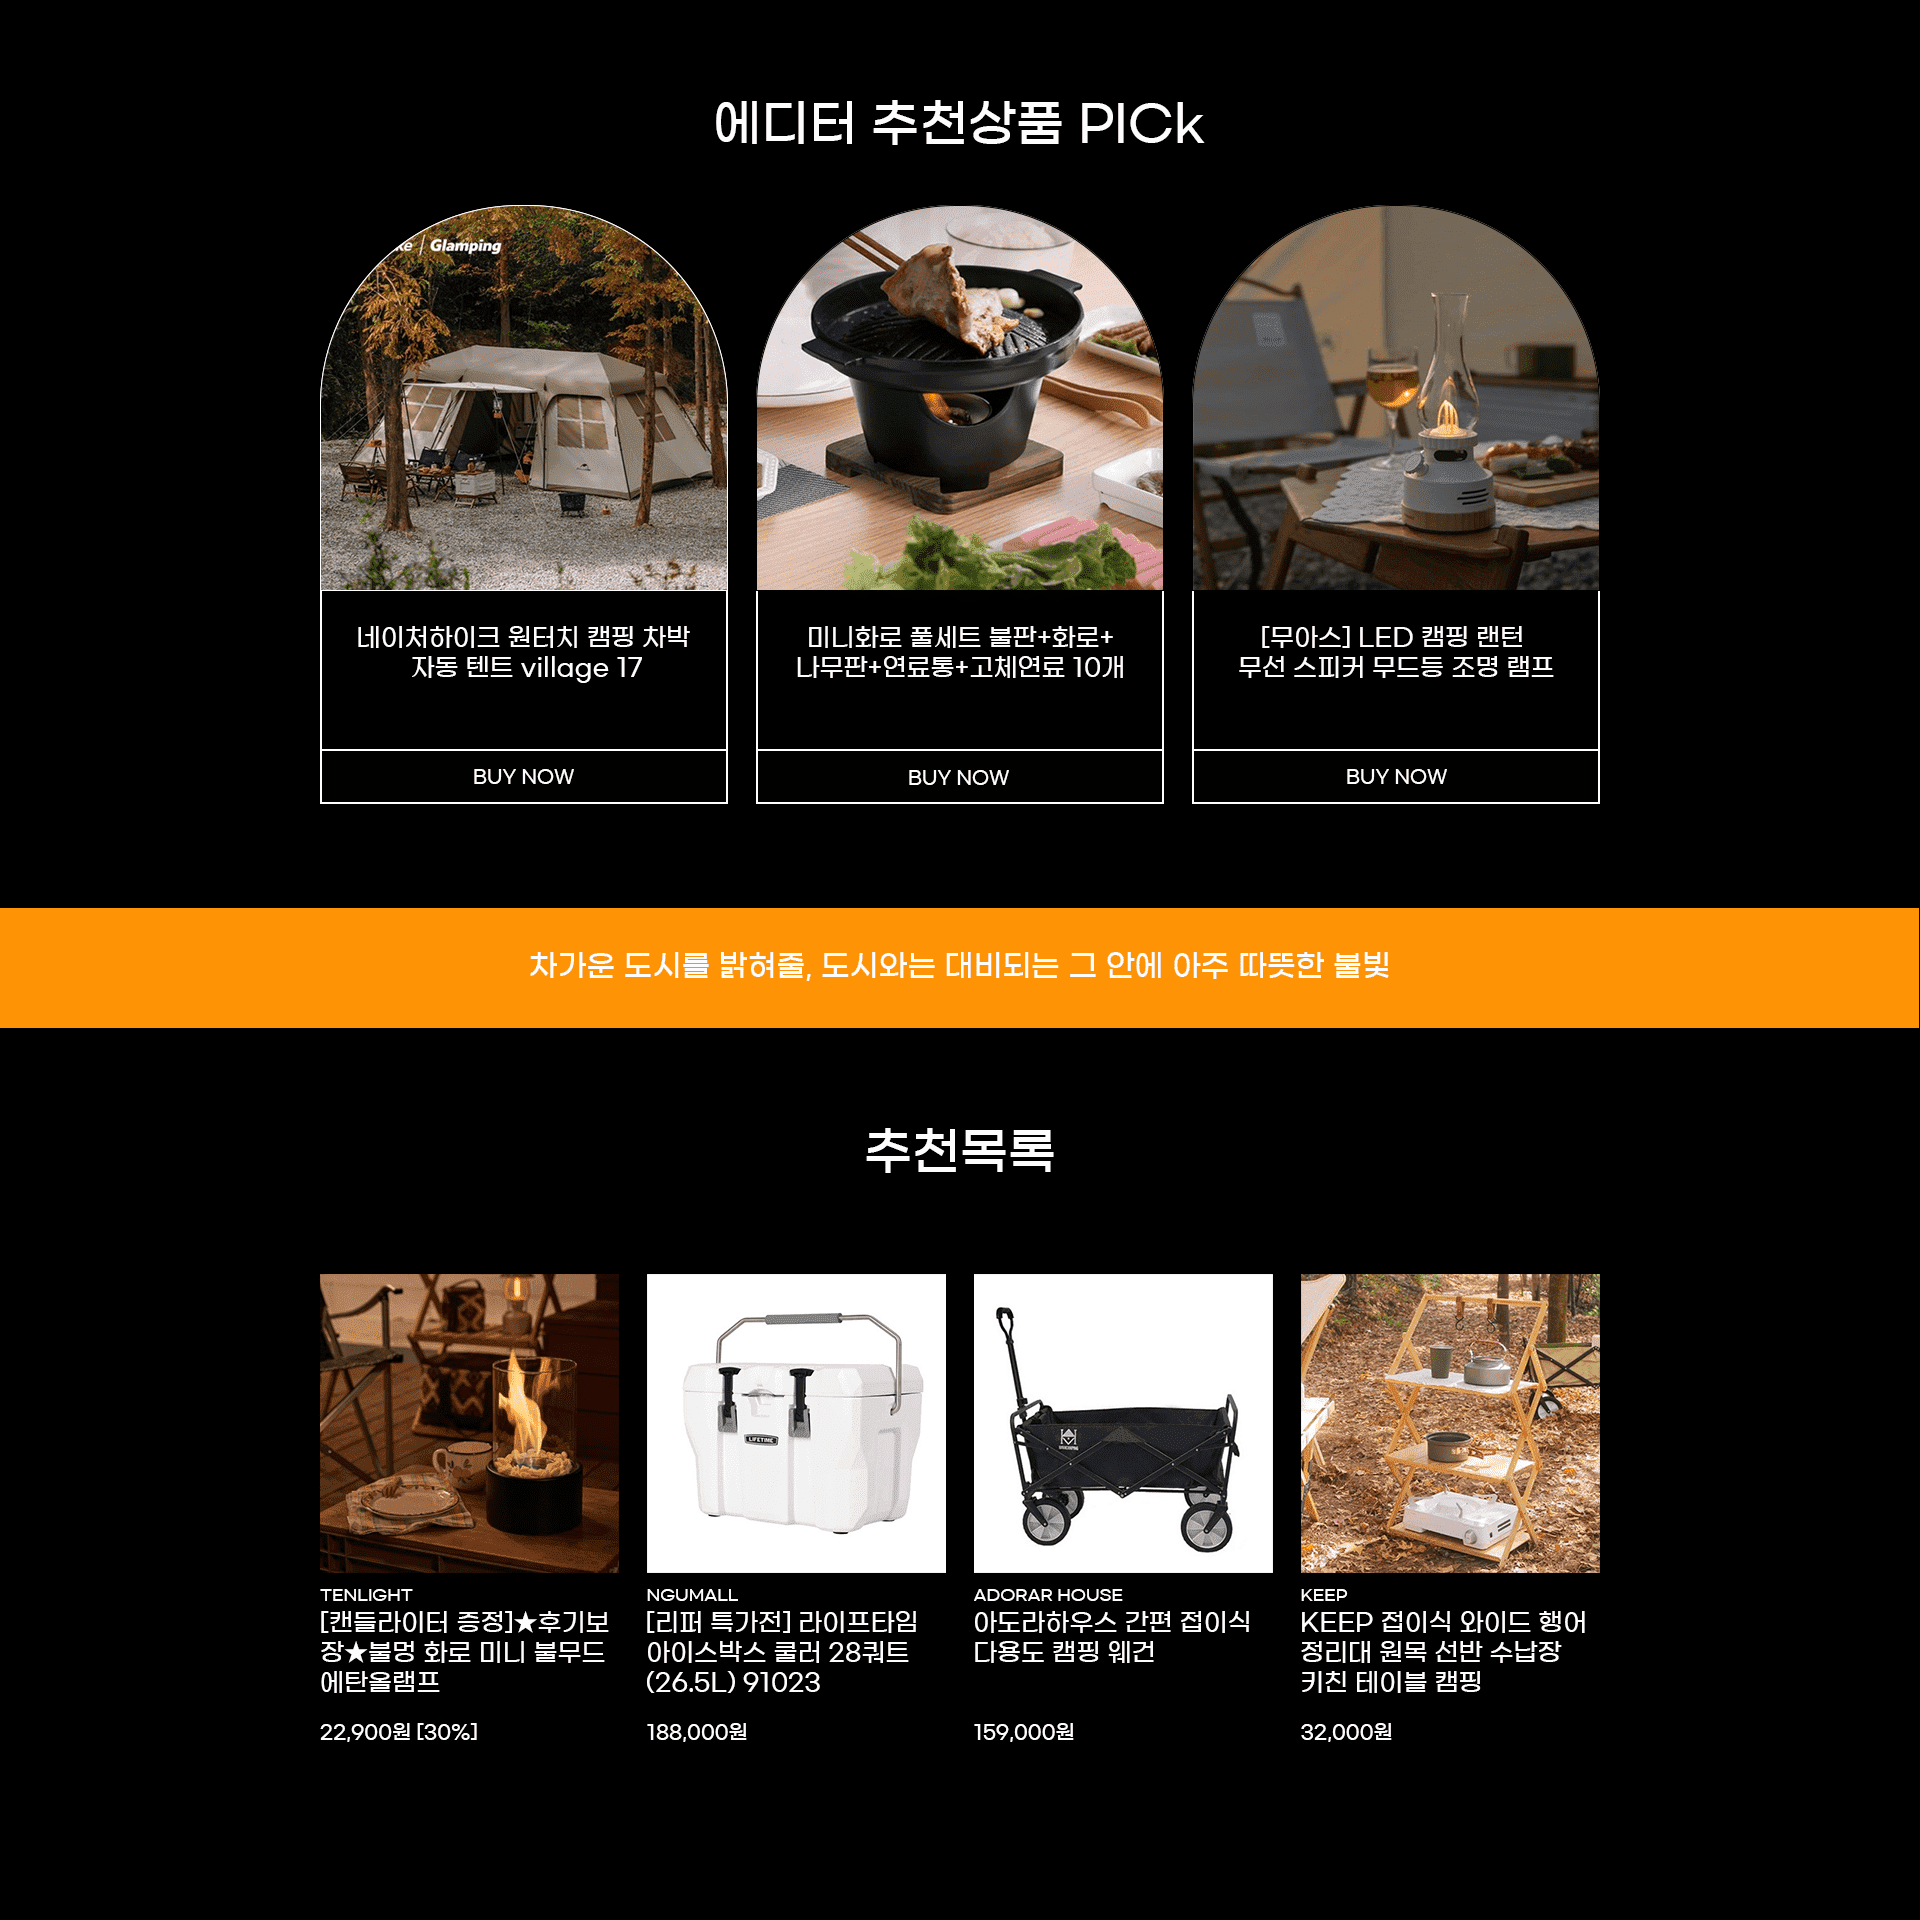 에디터 추천상품 PICk
ke | Glamping
네이처하이크 원터치 캠핑 차박
자동 텐트 village 17
BUY NOW
미니화로 풀세트 불판+화로+
나무판+연료통+고체연료 10개
BUY NOW
[무아스] LED 캠핑 랜턴
무선 스피커 무드등 조명 램프
BUY NOW
차가운 도시를 밝혀줄, 도시와는 대비되는 그 안에 아주 따뜻한 불빛
추천목록
LIFETIME
TENLIGHT
[캔들라이터 증정]★후기보
장★불멍 화로 미니 불무드
에탄올램프
22,900원 [30%]
NGUMALL
[리퍼 특가전] 라이프타임
아이스박스 쿨러 28쿼트
(26.5L) 91023
188,000원
ADORAR HOUSE
아도라하우스 간편 접이식
다용도 캠핑 웨건
159,000원
KEEP
KEEP 접이식 와이드 행어
정리대 원목 선반 수납장
키친 테이블 캠핑
32,000원